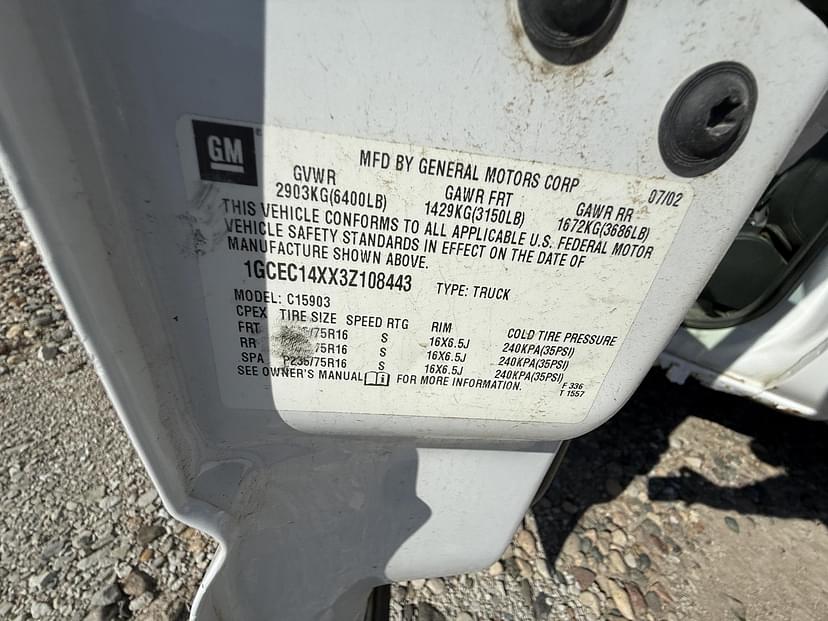 GM
MFD BY GENERAL MOTORS CORP 07/02
GVWR GAWR FRT GAWR RR
2903KG(6400LB) 1429KG(3150LB) 1672KG(3686LB)
THIS VEHICLE CONFORMS TO ALL APPLICABLE U.S. FEDERAL MOTOR
VEHICLE SAFETY STANDARDS IN EFFECT ON THE DATE OF
MANUFACTURE SHOWN ABOVE.
1GCEC14XX3Z108443 TYPE: TRUCK
MODEL: C15903
CPEX TIRE SIZE SPEED RTG RIM COLD TIRE PRESSURE
FRT /75R16 S 16X6.5J 240KPA(35PSI)
RR /75R16 S 16X6.5J 240KPA(35PSI)
SPA P235/75R16 S 16X6.5J 240KPA(35PSI)
SEE OWNER'S MANUAL FOR MORE INFORMATION.
F 336
T 1557